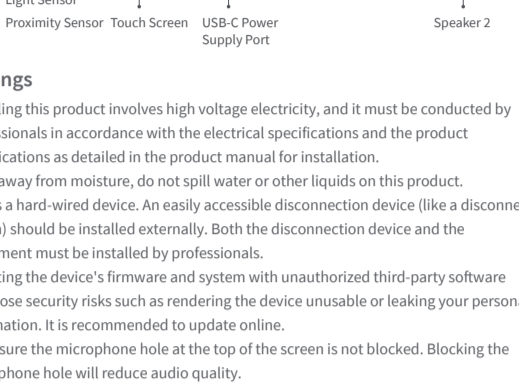 Light Sensor
Proximity Sensor Touch Screen USB-C Power Speaker 2
Supply Port
ngs
ing this product involves high voltage electricity, and it must be conducted by
ssionals in accordance with the electrical specifications and the product
ications as detailed in the product manual for installation.
away from moisture, do not spill water or other liquids on this product.
s a hard-wired device. An easily accessible disconnection device (like a disconne
) should be installed externally. Both the disconnection device and the
ment must be installed by professionals.
ting the device's firmware and system with unauthorized third-party software
ose security risks such as rendering the device unusable or leaking your persona
nation. It is recommended to update online.
sure the microphone hole at the top of the screen is not blocked. Blocking the
phone hole will reduce audio quality.